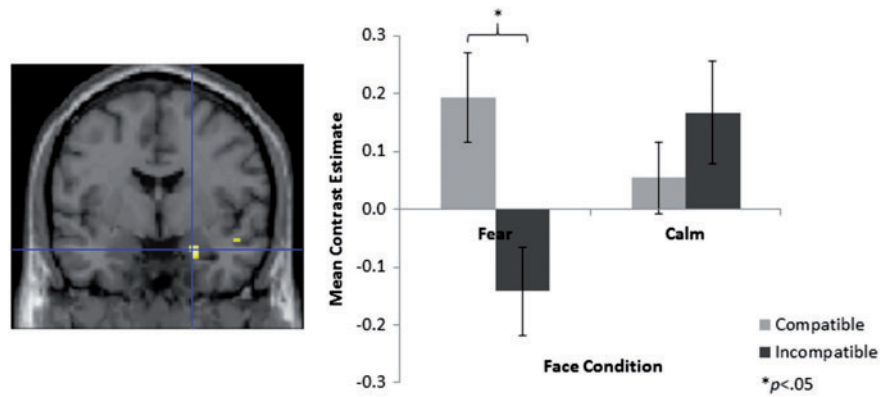 *
0.3
0.2
0.1
0.0
-0.1
-0.2
-0.3
Mean Contrast Estimate
Fear
Calm
Face Condition
Compatible
Incompatible
*p<.05